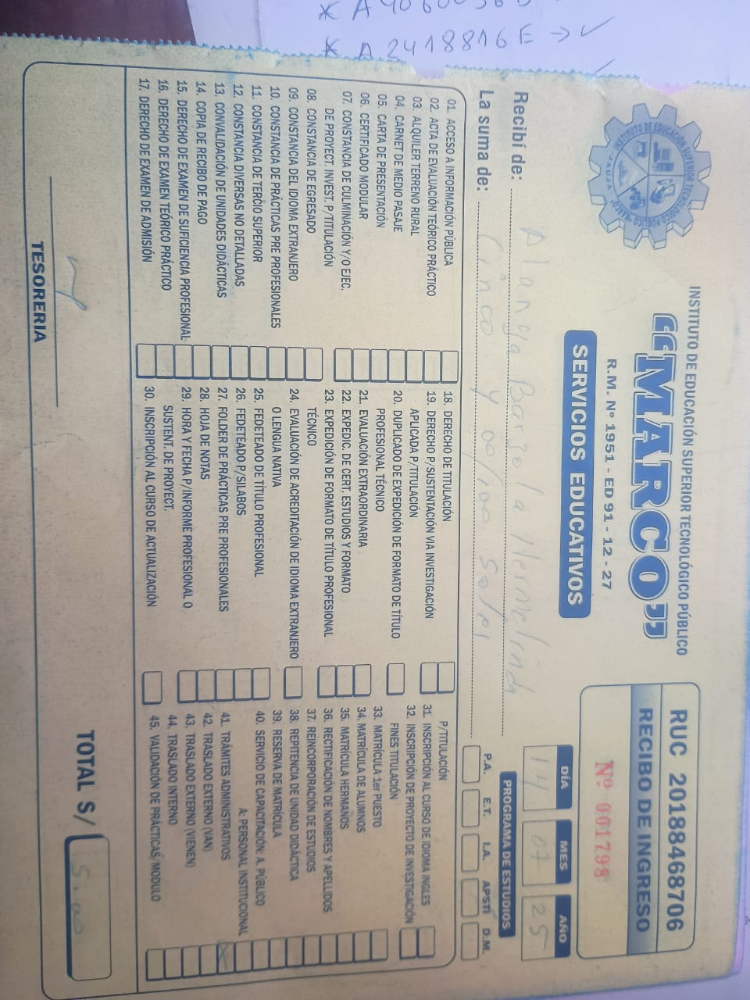 * A 4060036
* A 2418816 E → ✓
INSTITUTO DE EDUCACIÓN SUPERIOR TECNOLÓGICO PÚBLICO
“MARCO”
R.M. Nº 1951 - ED 91 - 12 - 27
SERVICIOS EDUCATIVOS
INSTITUTO DE EDUCACIÓN SUPERIOR TECNOLÓGICO PÚBLICO "MARCO"
JAUJA
RUC 20188468706
RECIBO DE INGRESO
Nº 001798
DÍA MES AÑO
14 07 25
Recibí de: Alanya Barzola Hermelinda
La suma de: Cinco y 00/100 Soles
PROGRAMA DE ESTUDIOS
P.A. E.T. I.A. APSTI D.M.
01. ACCESO A INFORMACIÓN PÚBLICA
02. ACTA DE EVALUACIÓN TEÓRICO PRÁCTICO
03. ALQUILER TERRENO RURAL
04. CARNET DE MEDIO PASAJE
05. CARTA DE PRESENTACIÓN
06. CERTIFICADO MODULAR
07. CONSTANCIA DE CULMINACIÓN Y/O EJEC.
DE PROYECT. INVEST. P/TITULACIÓN
08. CONSTANCIA DE EGRESADO
09. CONSTANCIA DEL IDIOMA EXTRANJERO
10. CONSTANCIA DE PRÁCTICAS PRE PROFESIONALES
11. CONSTANCIA DE TERCIO SUPERIOR
12. CONSTANCIA DIVERSAS NO DETALLADAS
13. CONVALIDACIÓN DE UNIDADES DIDÁCTICAS
14. COPIA DE RECIBO DE PAGO
15. DERECHO DE EXAMEN DE SUFICIENCIA PROFESIONAL
16. DERECHO DE EXAMEN TEÓRICO PRÁCTICO
17. DERECHO DE EXAMEN DE ADMISIÓN
18. DERECHO DE TITULACIÓN
19. DERECHO P/SUSTENTACIÓN VIA INVESTIGACIÓN
APLICADA P/TITULACIÓN
20. DUPLICADO DE EXPEDICIÓN DE FORMATO DE TÍTULO
PROFESIONAL TÉCNICO
21. EVALUACIÓN EXTRAORDINARIA
22. EXPEDIC. DE CERT. ESTUDIOS Y FORMATO
23. EXPEDICIÓN DE FORMATO DE TÍTULO PROFESIONAL
TÉCNICO
24. EVALUACIÓN DE ACREDITACIÓN DE IDIOMA EXTRANJERO
O LENGUA NATIVA
25. FEDETEADO DE TÍTULO PROFESIONAL
26. FEDETEADO P/SILABOS
27. FOLDER DE PRÁCTICAS PRE PROFESIONALES
28. HOJA DE NOTAS
29. HORA Y FECHA P/INFORME PROFESIONAL O
SUSTENT. DE PROYECT.
30. INSCRIPCIÓN AL CURSO DE ACTUALIZACIÓN
P/TITULACIÓN
31. INSCRIPCIÓN AL CURSO DE IDIOMA INGLES
32. INSCRIPCIÓN DE PROYECTO DE INVESTIGACIÓN
FINES TITULACIÓN
33. MATRÍCULA 1er PUESTO
34. MATRÍCULA DE ALUMNOS
35. MATRÍCULA HERMANOS
36. RECTIFICACIÓN DE NOMBRES Y APELLIDOS
37. REINCORPORACIÓN DE ESTUDIOS
38. REPITENCIA DE UNIDAD DIDÁCTICA
39. RESERVA DE MATRÍCULA
40. SERVICIO DE CAPACITACIÓN: A. PÚBLICO
A: PERSONAL INSTITUCIONAL
41. TRÁMITES ADMINISTRATIVOS
42. TRASLADO EXTERNO (VAN)
43. TRASLADO EXTERNO (VIENEN)
44. TRASLADO INTERNO
45. VALIDACIÓN DE PRÁCTICAS/ MODULO
TESORERIA
TOTAL S/ 5.00